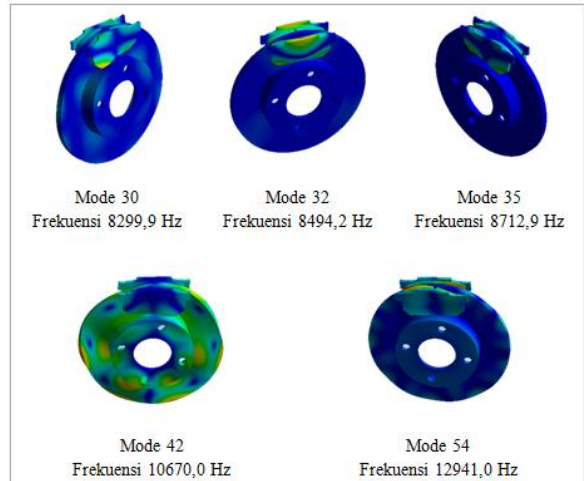 Mode 30
Frekuensi 8299,9 Hz
Mode 32
Frekuensi 8494,2 Hz
Mode 35
Frekuensi 8712,9 Hz
Mode 42
Frekuensi 10670,0 Hz
Mode 54
Frekuensi 12941,0 Hz